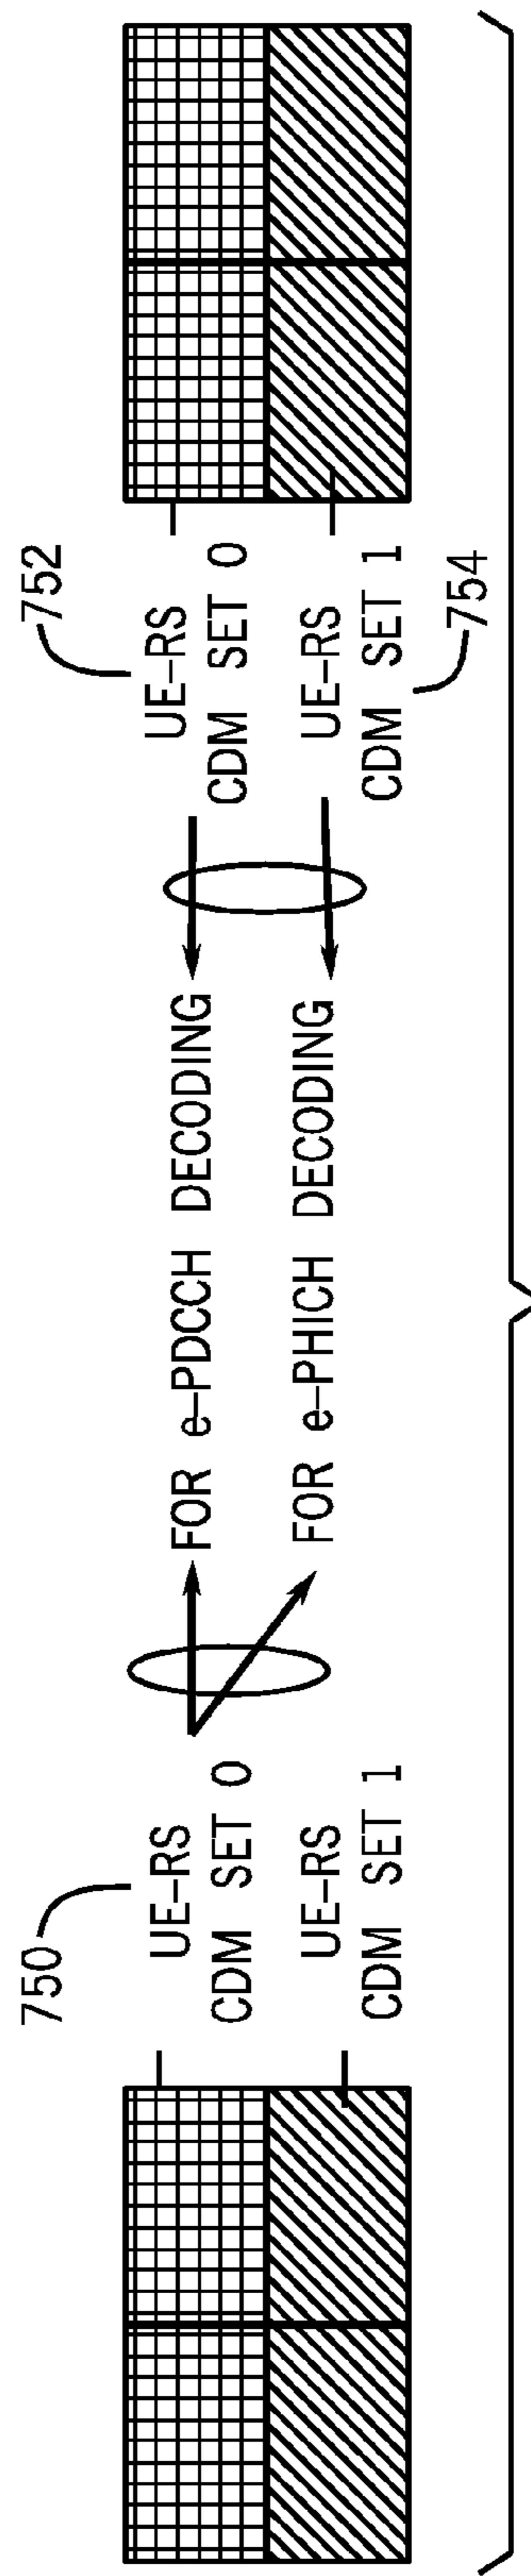 750
UE-RS
CDM SET 0
UE-RS
CDM SET 1
FOR e-PDCCH DECODING
FOR e-PHICH DECODING
752
UE-RS
CDM SET 0
UE-RS
CDM SET 1
754